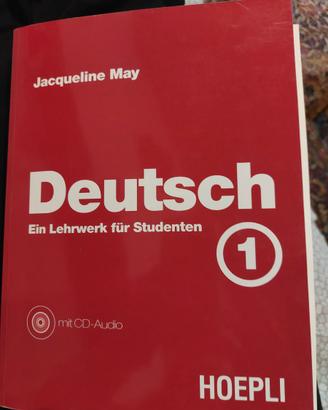 Jacqueline May
Deutsch
Ein Lehrwerk für Studenten
1
mit CD-Audio
HOEPLI